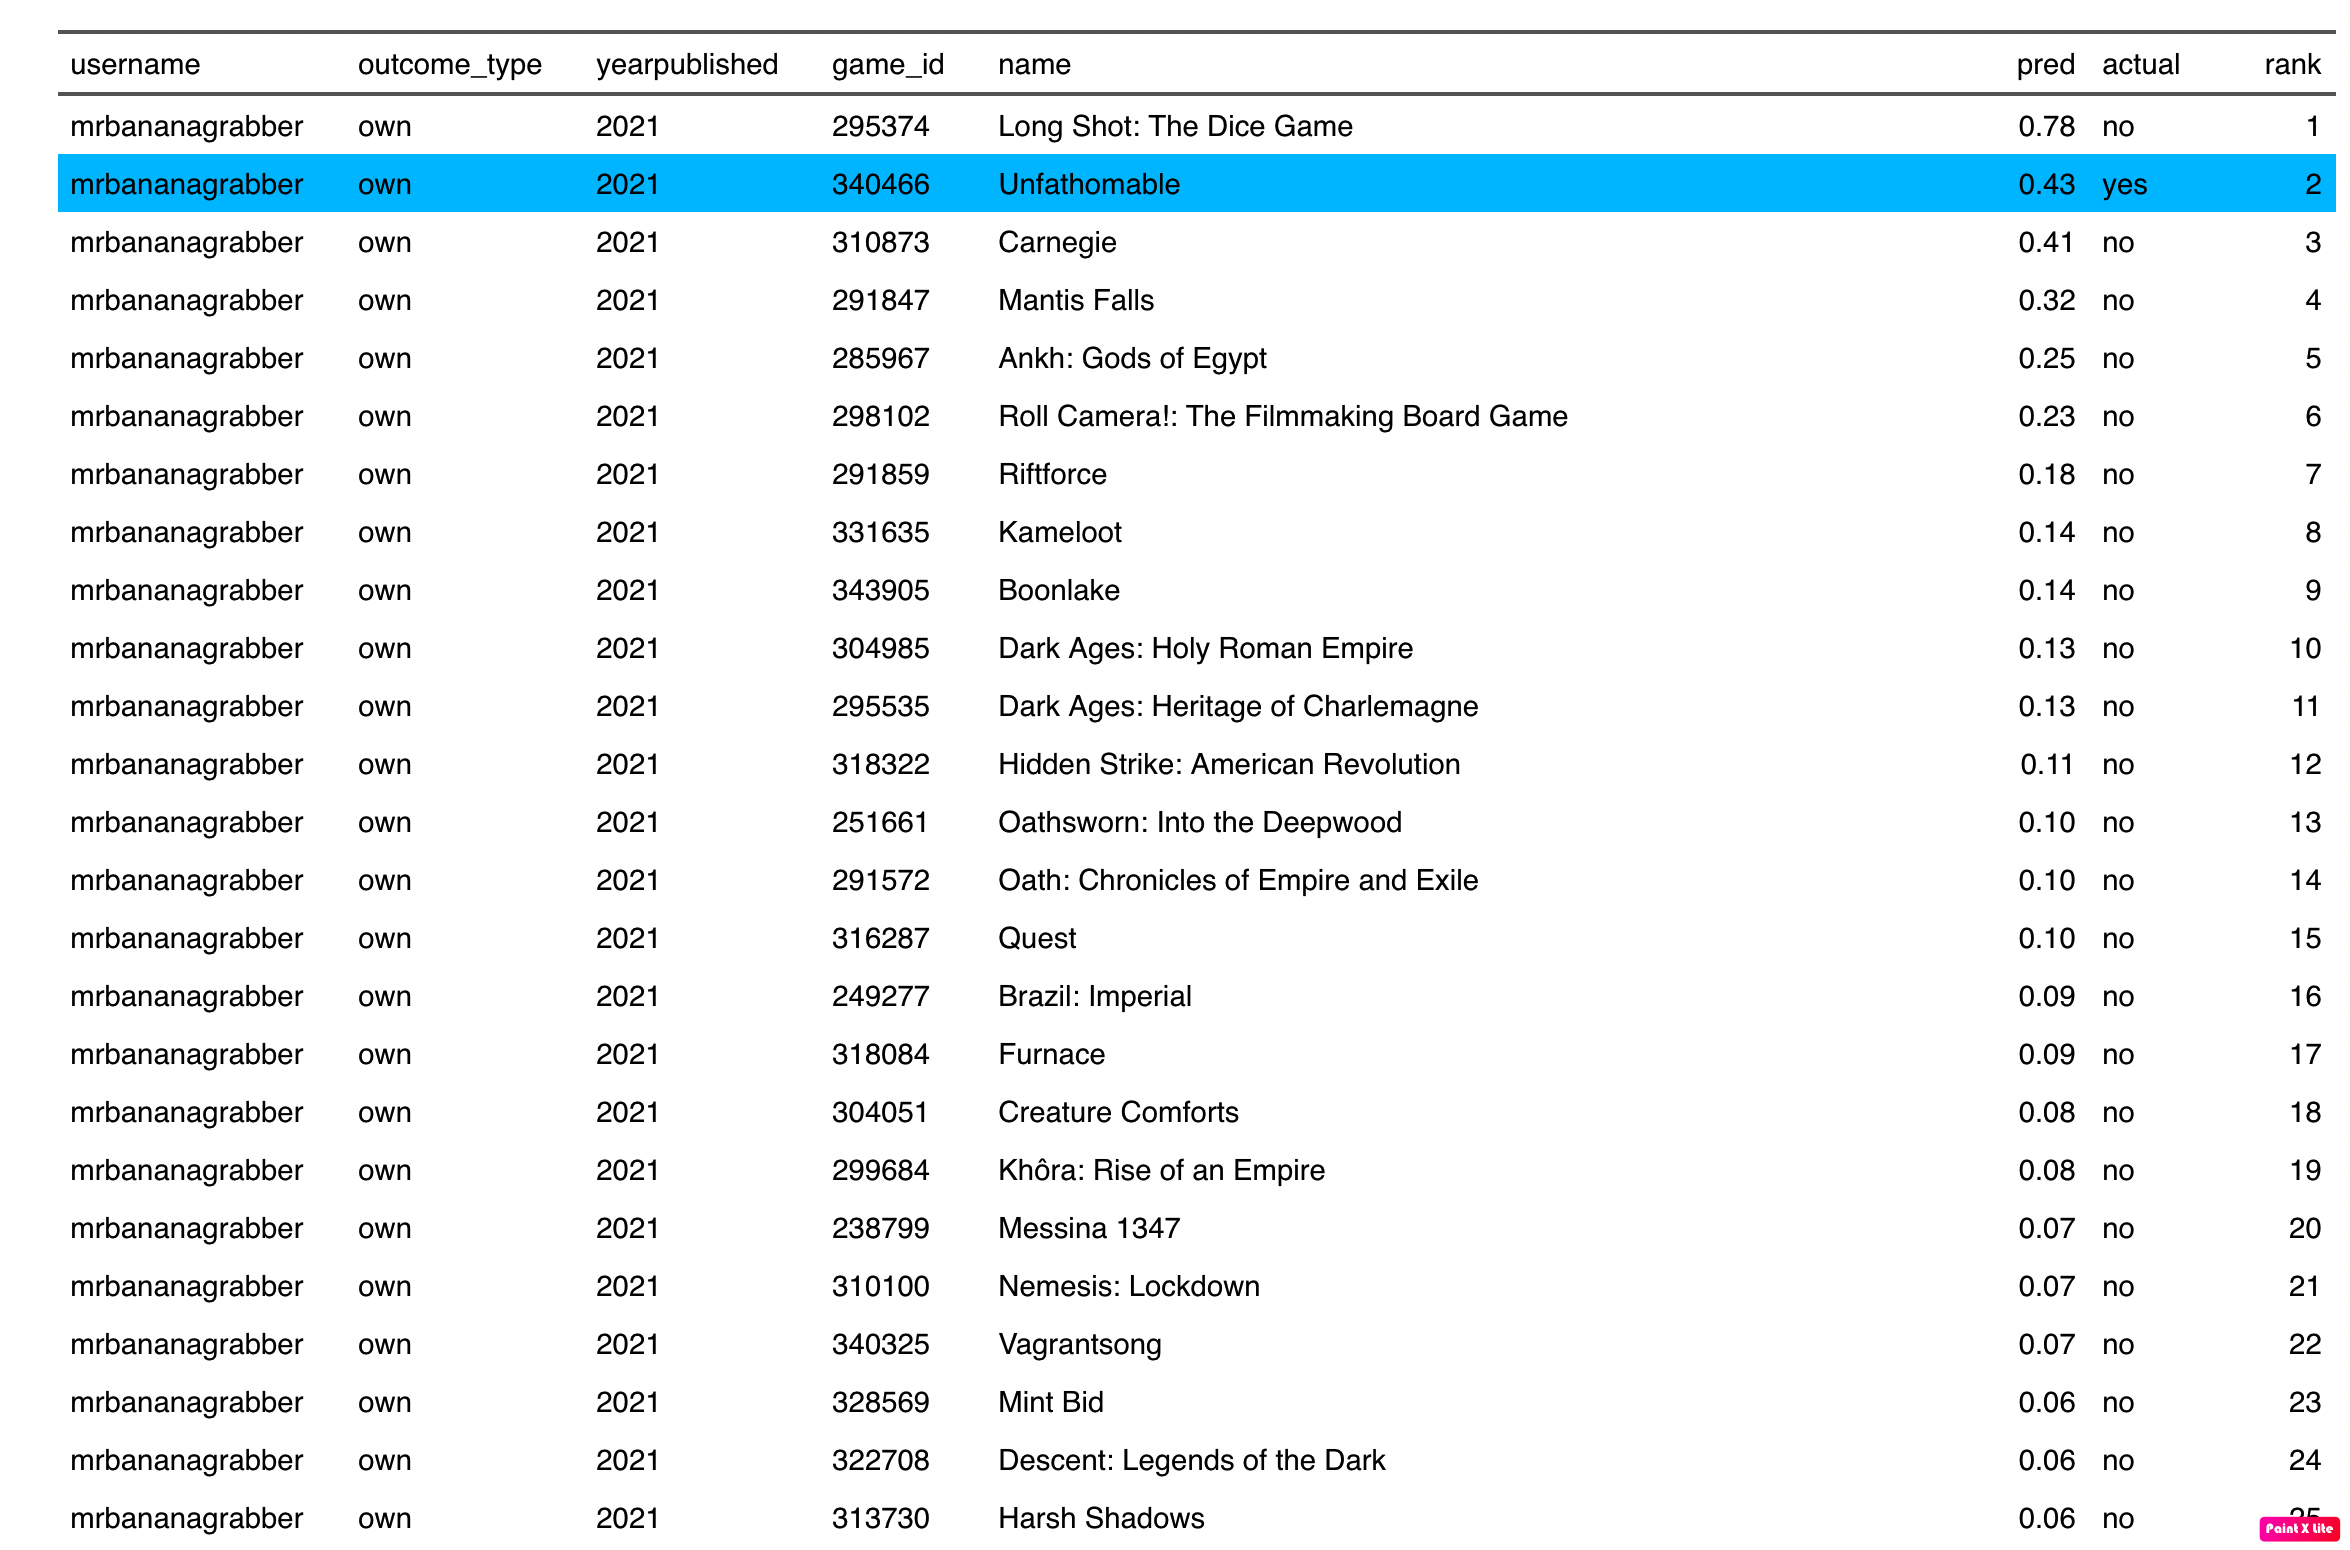 username outcome_type yearpublished game_id name pred actual rank
mrbananagrabber own 2021 295374 Long Shot: The Dice Game 0.78 no 1
mrbananagrabber own 2021 340466 Unfathomable 0.43 yes 2
mrbananagrabber own 2021 310873 Carnegie 0.41 no 3
mrbananagrabber own 2021 291847 Mantis Falls 0.32 no 4
mrbananagrabber own 2021 285967 Ankh: Gods of Egypt 0.25 no 5
mrbananagrabber own 2021 298102 Roll Camera!: The Filmmaking Board Game 0.23 no 6
mrbananagrabber own 2021 291859 Riftforce 0.18 no 7
mrbananagrabber own 2021 331635 Kameloot 0.14 no 8
mrbananagrabber own 2021 343905 Boonlake 0.14 no 9
mrbananagrabber own 2021 304985 Dark Ages: Holy Roman Empire 0.13 no 10
mrbananagrabber own 2021 295535 Dark Ages: Heritage of Charlemagne 0.13 no 11
mrbananagrabber own 2021 318322 Hidden Strike: American Revolution 0.11 no 12
mrbananagrabber own 2021 251661 Oathsworn: Into the Deepwood 0.10 no 13
mrbananagrabber own 2021 291572 Oath: Chronicles of Empire and Exile 0.10 no 14
mrbananagrabber own 2021 316287 Quest 0.10 no 15
mrbananagrabber own 2021 249277 Brazil: Imperial 0.09 no 16
mrbananagrabber own 2021 318084 Furnace 0.09 no 17
mrbananagrabber own 2021 304051 Creature Comforts 0.08 no 18
mrbananagrabber own 2021 299684 Khôra: Rise of an Empire 0.08 no 19
mrbananagrabber own 2021 238799 Messina 1347 0.07 no 20
mrbananagrabber own 2021 310100 Nemesis: Lockdown 0.07 no 21
mrbananagrabber own 2021 340325 Vagrantsong 0.07 no 22
mrbananagrabber own 2021 328569 Mint Bid 0.06 no 23
mrbananagrabber own 2021 322708 Descent: Legends of the Dark 0.06 no 24
mrbananagrabber own 2021 313730 Harsh Shadows 0.06 no 25
Paint X Lite